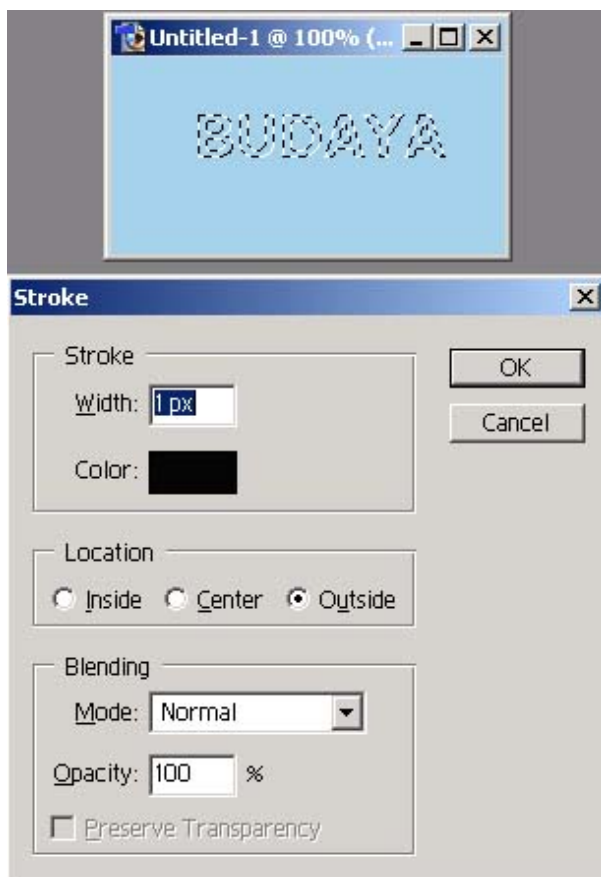 Untitled-1 @ 100% (...
BUDAYA
Stroke
Stroke
Width: 1 px
OK
Cancel
Color:
Location
Inside Center Outside
Blending
Mode: Normal
Opacity: 100 %
Preserve Transparency